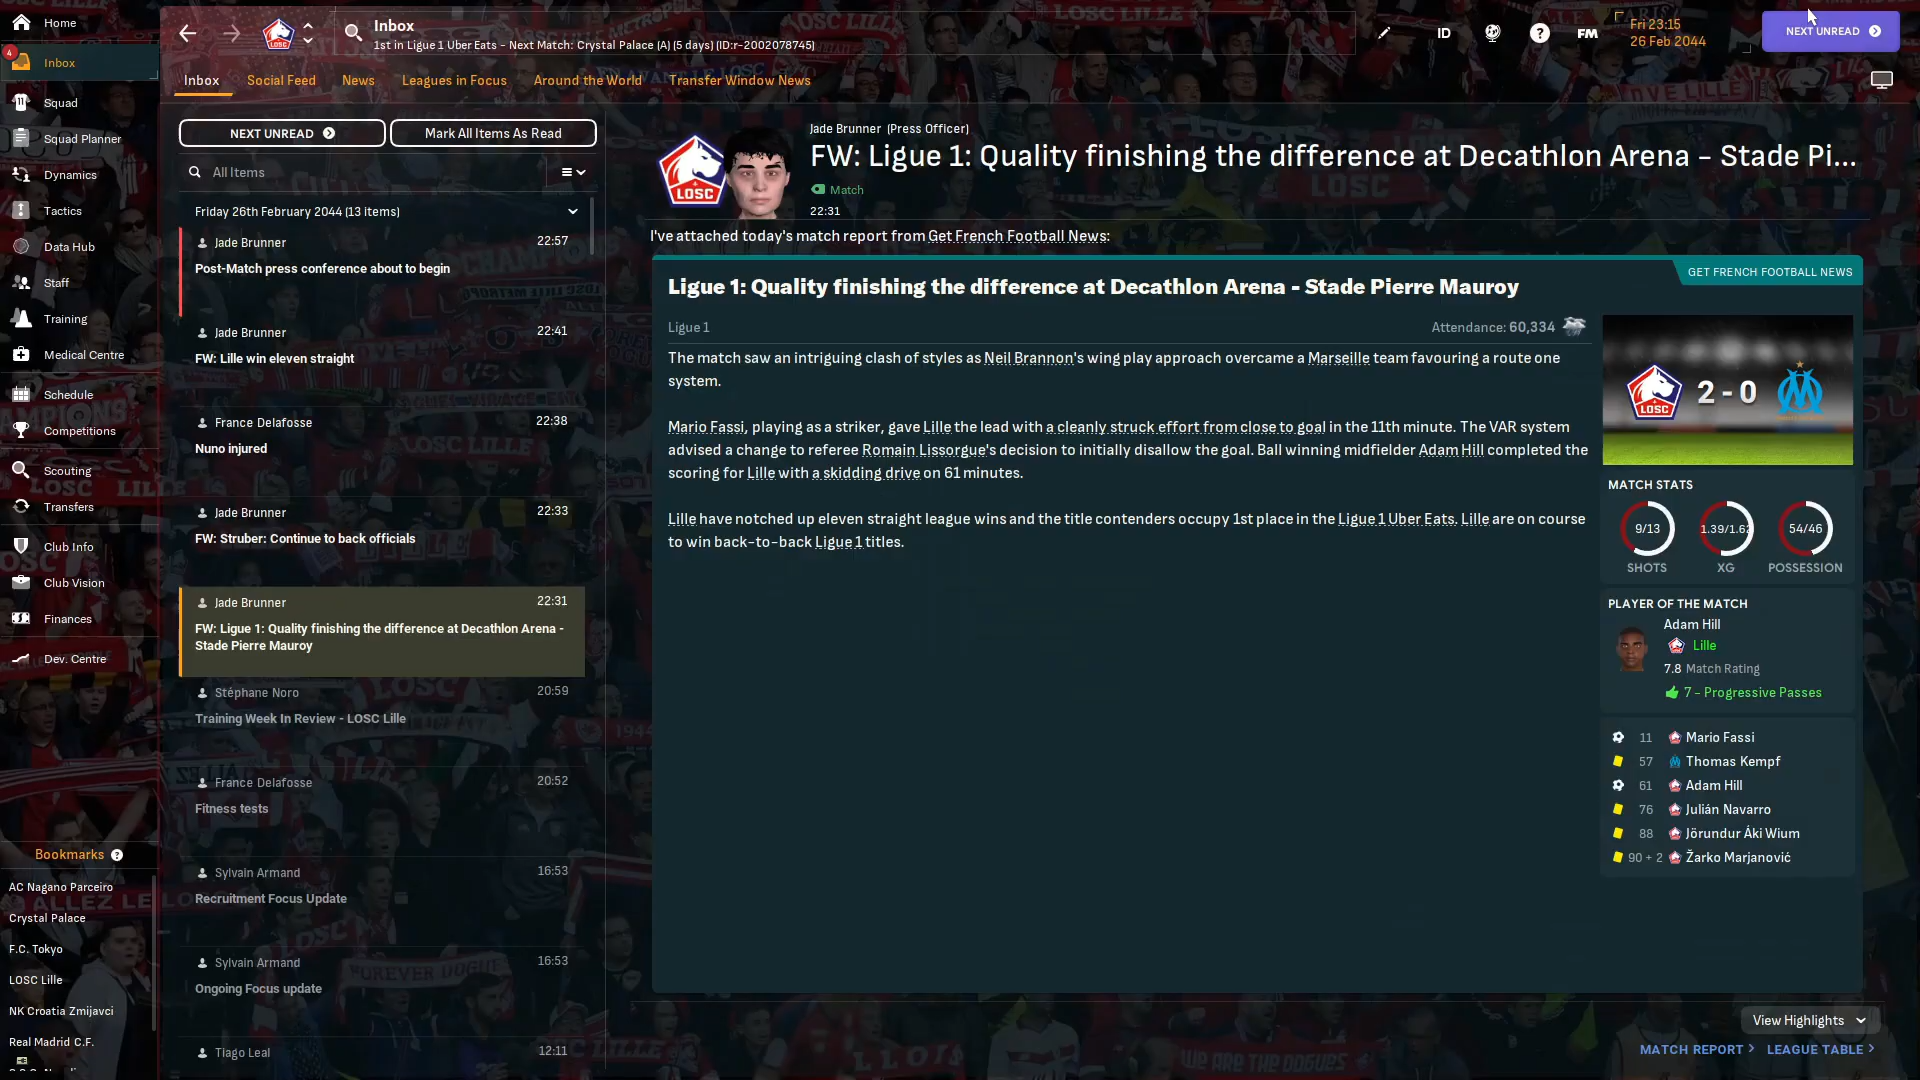 Home
4
Inbox
Squad
Squad Planner
Dynamics
Tactics
Data Hub
Staff
Training
Medical Centre
Schedule
Competitions
Scouting
Transfers
Club Info
Club Vision
Finances
Dev. Centre
Bookmarks ?
AC Nagano Parceiro
Crystal Palace
F.C. Tokyo
LOSC Lille
NK Croatia Zmijavci
Real Madrid C.F.
Inbox
1st in Ligue 1 Uber Eats - Next Match: Crystal Palace (A) (5 days) (ID:r-2002078745)
ID
?
FM
Fri 23:15
26 Feb 2044
NEXT UNREAD
Inbox Social Feed News Leagues in Focus Around the World Transfer Window News
NEXT UNREAD Mark All Items As Read
All Items
Friday 26th February 2044 (13 items)
Jade Brunner 22:57
Post-Match press conference about to begin
Jade Brunner 22:41
FW: Lille win eleven straight
France Delafosse 22:38
Nuno injured
Jade Brunner 22:33
FW: Struber: Continue to back officials
Jade Brunner 22:31
FW: Ligue 1: Quality finishing the difference at Decathlon Arena -
Stade Pierre Mauroy
Stéphane Noro 20:59
Training Week In Review - LOSC Lille
France Delafosse 20:52
Fitness tests
Sylvain Armand 16:53
Recruitment Focus Update
Sylvain Armand 16:53
Ongoing Focus update
Tiago Leal 12:11
LOSC
Jade Brunner (Press Officer)
FW: Ligue 1: Quality finishing the difference at Decathlon Arena - Stade Pi...
Match
22:31
I've attached today's match report from Get French Football News:
GET FRENCH FOOTBALL NEWS
Ligue 1: Quality finishing the difference at Decathlon Arena - Stade Pierre Mauroy
Ligue 1 Attendance: 60,334
The match saw an intriguing clash of styles as Neil Brannon's wing play approach overcame a Marseille team favouring a route one
system.
Mario Fassi, playing as a striker, gave Lille the lead with a cleanly struck effort from close to goal in the 11th minute. The VAR system
advised a change to referee Romain Lissorgue's decision to initially disallow the goal. Ball winning midfielder Adam Hill completed the
scoring for Lille with a skidding drive on 61 minutes.
Lille have notched up eleven straight league wins and the title contenders occupy 1st place in the Ligue 1 Uber Eats. Lille are on course
to win back-to-back Ligue 1 titles.
LOSC 2 - 0
MATCH STATS
9/13 1.39/1.62 54/46
SHOTS XG POSSESSION
PLAYER OF THE MATCH
Adam Hill
Lille
7.8 Match Rating
7 - Progressive Passes
11 Mario Fassi
57 Thomas Kempf
61 Adam Hill
76 Julián Navarro
88 Jörundur Áki Wium
90 + 2 Žarko Marjanović
View Highlights
MATCH REPORT > LEAGUE TABLE >